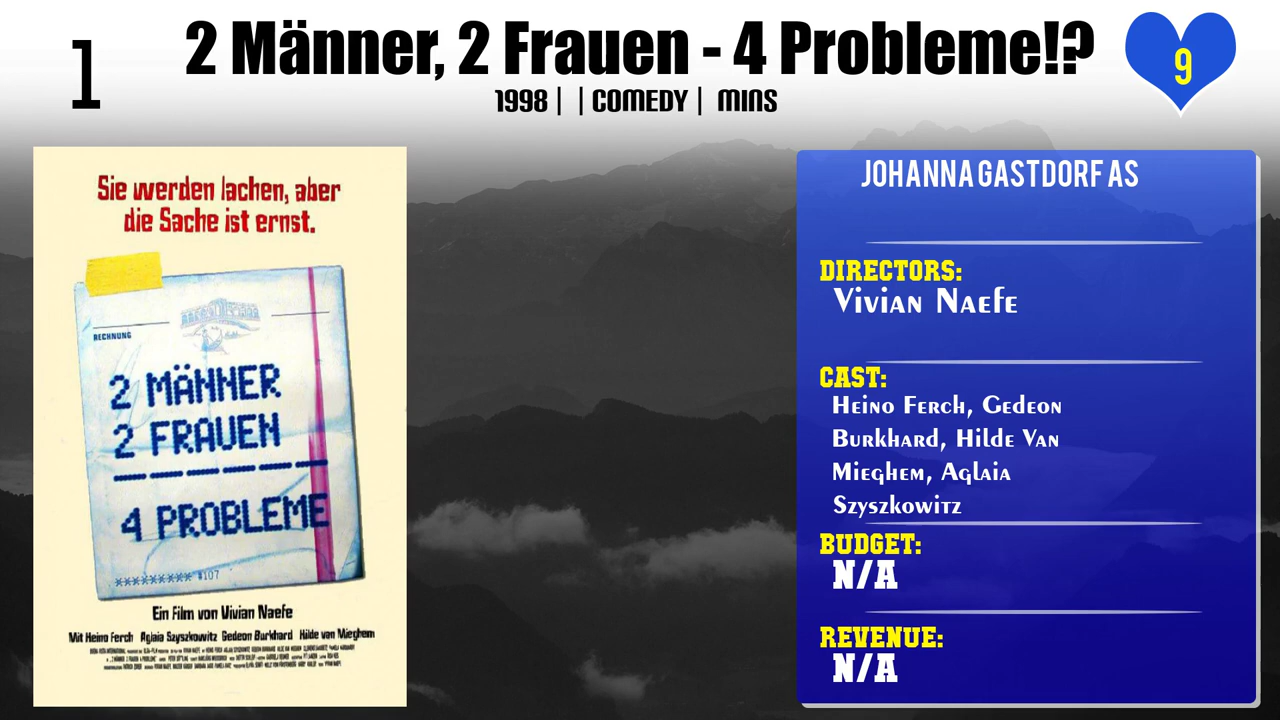 1
2 Männer, 2 Frauen - 4 Probleme!?
9
1998 | | COMEDY | MINS
Sie werden lachen, aber
die Sache ist ernst.
RECHNUNG
2 MÄNNER
2 FRAUEN
4 PROBLEME
********* #107
Ein Film von Vivian Naefe
Mit Heino Ferch Aglaia Szyszkowitz Gedeon Burkhard Hilde van Mieghem
JOHANNA GASTDORF AS
DIRECTORS:
Vivian Naefe
CAST:
Heino Ferch, Gedeon
Burkhard, Hilde Van
Mieghem, Aglaia
Szyszkowitz
BUDGET:
N/A
REVENUE:
N/A